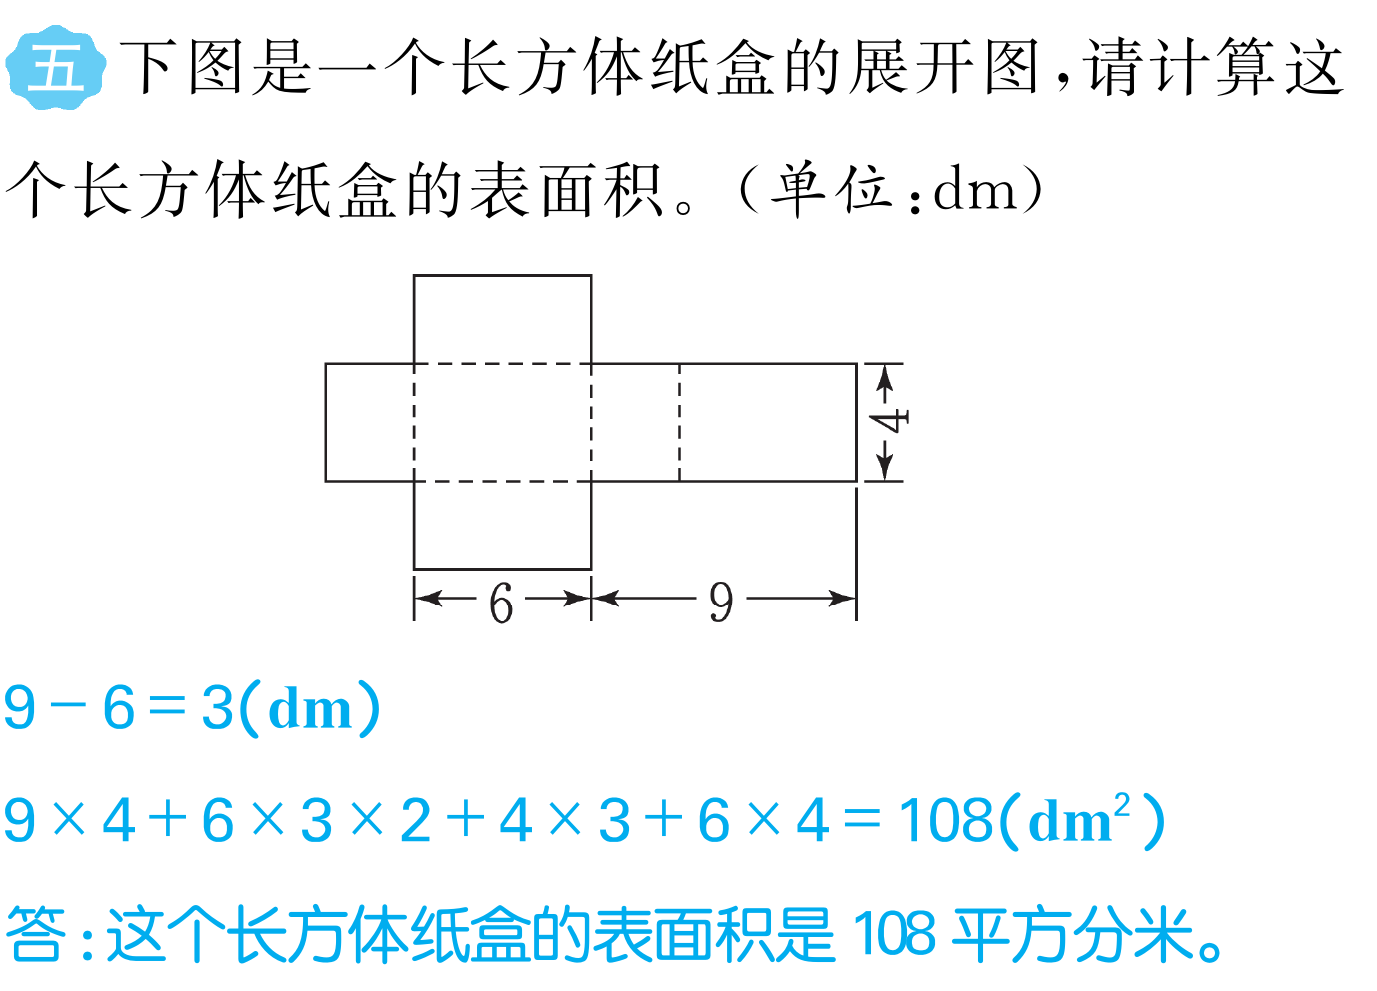 五 下图是一个长方体纸盒的展开图,请计算这
个长方体纸盒的表面积。(单位:dm)
4
6 9
9-6=3(dm)
9×4+6×3×2+4×3+6×4=108(dm²)
答:这个长方体纸盒的表面积是 108 平方分米。